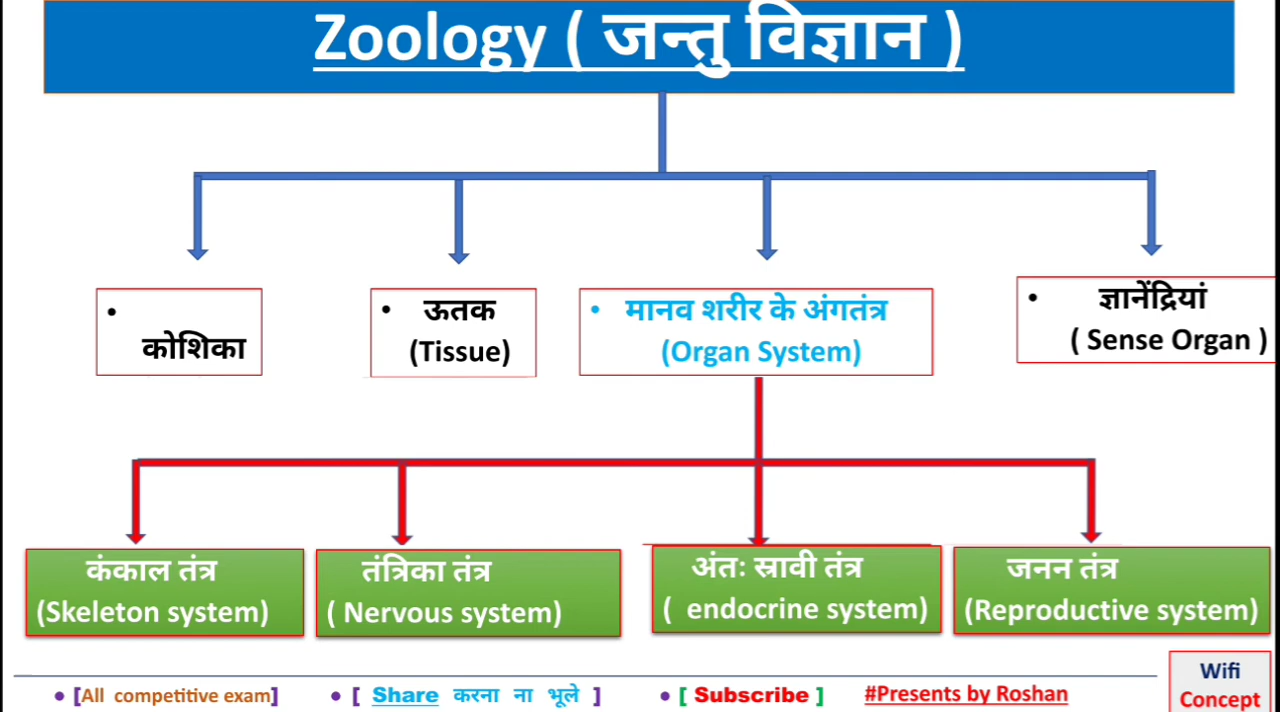 Zoology ( जन्तु विज्ञान )
•
कोशिका
• ऊतक
(Tissue)
• मानव शरीर के अंगतंत्र
(Organ System)
• ज्ञानेंद्रियां
( Sense Organ )
कंकाल तंत्र
(Skeleton system)
तंत्रिका तंत्र
( Nervous system)
अंतः स्रावी तंत्र
( endocrine system)
जनन तंत्र
(Reproductive system)
• [All competitive exam]
• [ Share करना ना भूले ]
• [ Subscribe ]
#Presents by Roshan
Wifi
Concept